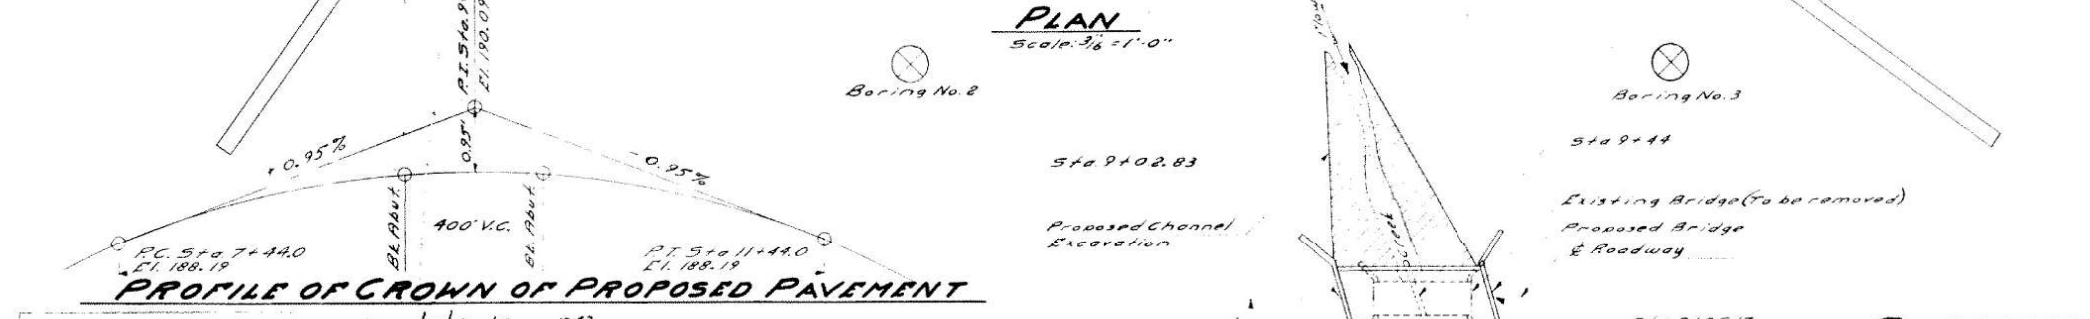 P.I. Sta. 9
El. 190.09
+0.95%
0.95'
-0.95%
Bk. Abut.
400' V.C.
Bk. Abut.
P.C. Sta 7+44.0
El. 188.19
P.T. Sta 11+44.0
El. 188.19
PROFILE OF CROWN OF PROPOSED PAVEMENT
PLAN
Scale: 3/16" = 1'-0"
Boring No. 2
Boring No. 3
Sta. 9+02.83
Sta 9+44
Proposed Channel
Excavation
Existing Bridge (To be removed)
Proposed Bridge
℄ Roadway